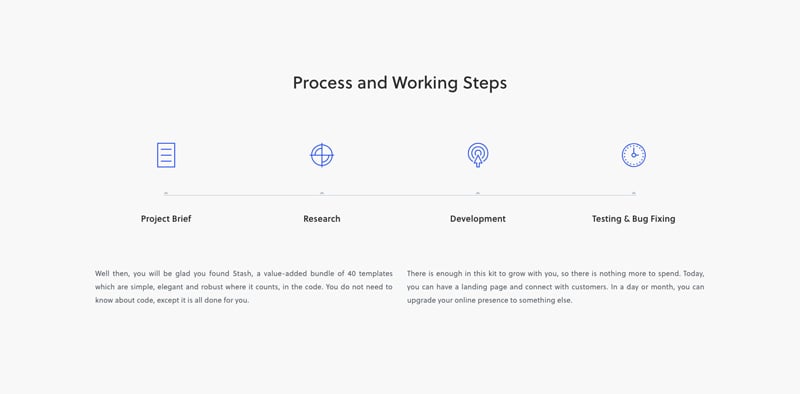 Process and Working Steps
Project Brief
Research
Development
Testing & Bug Fixing
Well then, you will be glad you found Stash, a value-added bundle of 40 templates
which are simple, elegant and robust where it counts, in the code. You do not need to
know about code, except it is all done for you.
There is enough in this kit to grow with you, so there is nothing more to spend. Today,
you can have a landing page and connect with customers. In a day or month, you can
upgrade your online presence to something else.